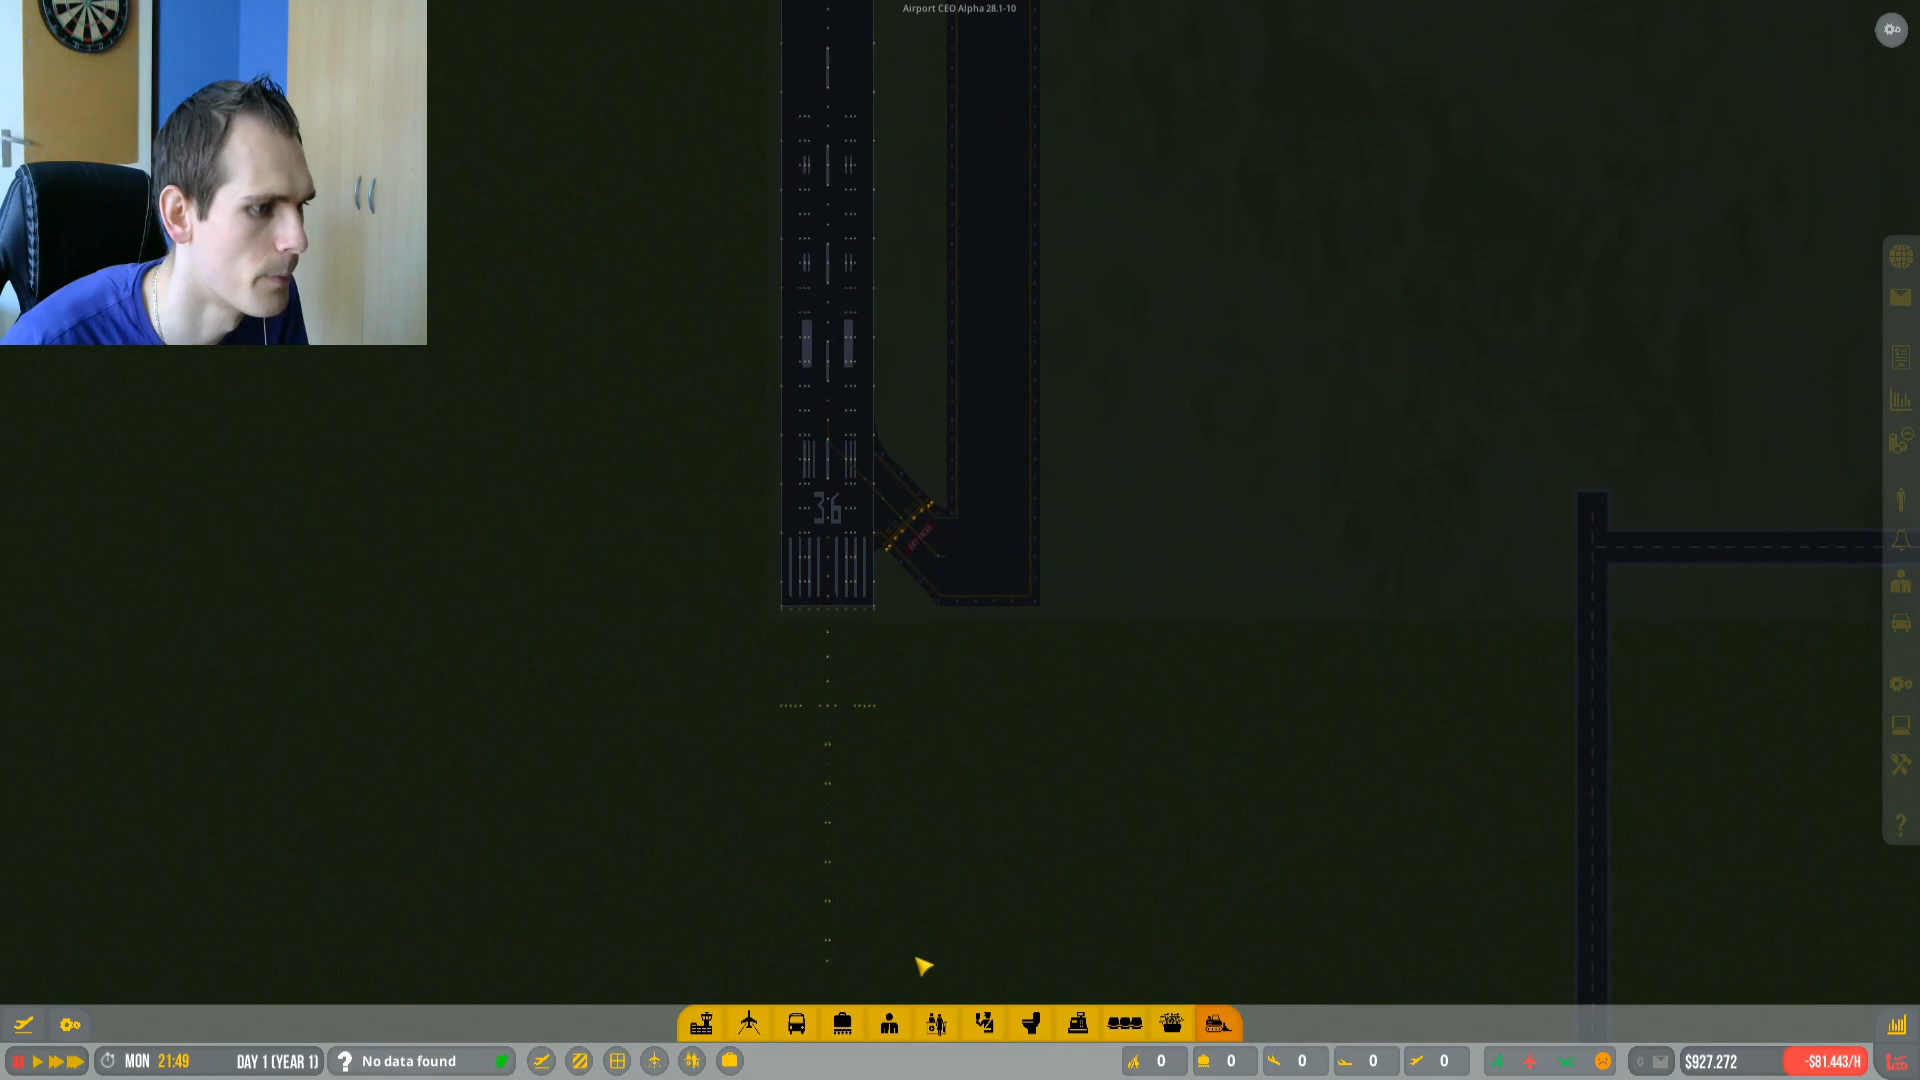 Airport CEO Alpha 28.1-10
36
MON 21:49 DAY 1 (YEAR 1)
? No data found
0 0 0 0 0
0
$927.272
-$81.443/H
?